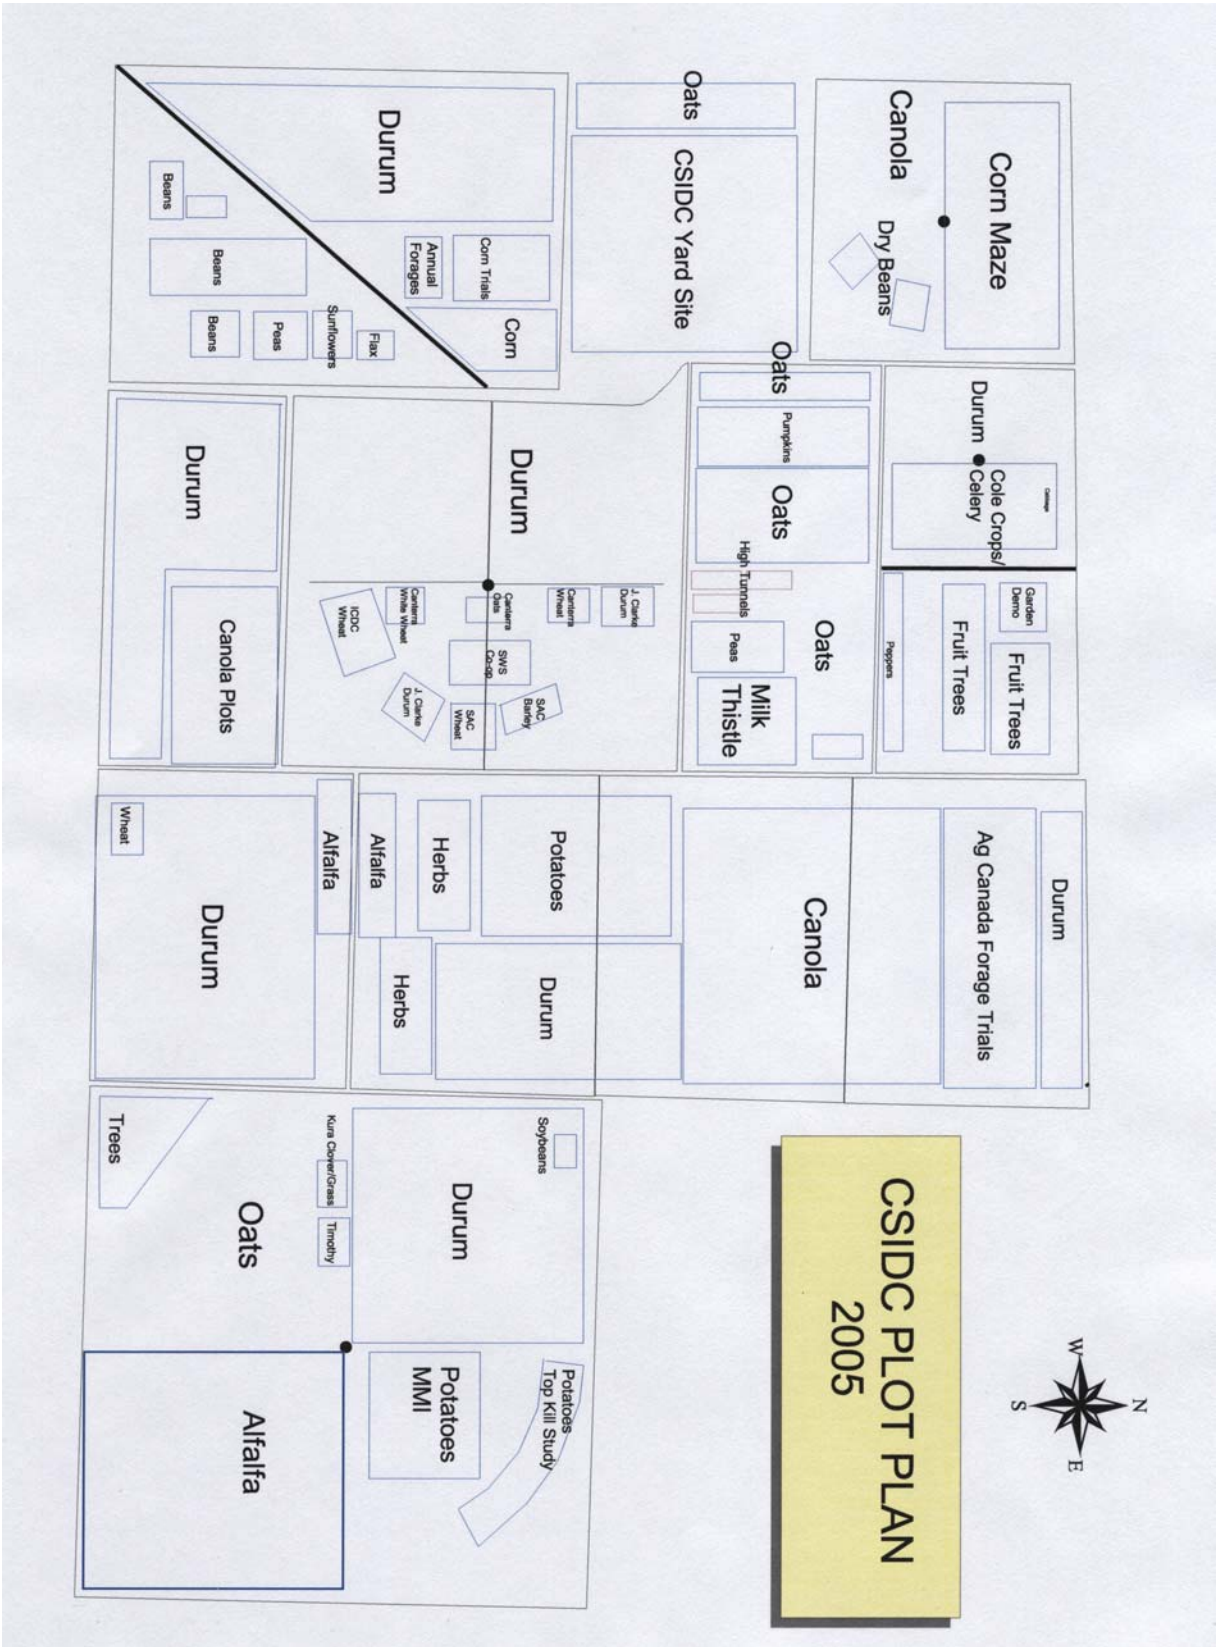 CSIDC PLOT PLAN
2005
N
W
E
S
Corn Maze
Canola
Dry Beans
Cabbage
Durum
Cole Crops/
Celery
Garden
Demo
Fruit Trees
Fruit Trees
Peppers
Durum
Ag Canada Forage Trials
Canola
Oats
CSIDC Yard Site
Oats
Pumpkins
Oats
High Tunnels
Oats
Peas
Milk
Thistle
Durum
Corn Trials
Annual
Forages
Corn
Beans
Beans
Beans
Peas
Sunflowers
Flax
Durum
J. Clarke
Durum
Canterra
Wheat
Canterra
Oats
Canterra
White Wheat
ICDC
Wheat
SWS
Co-op
SAC
Barley
SAC
Wheat
J. Clarke
Durum
Durum
Canola Plots
Potatoes
Durum
Herbs
Herbs
Alfalfa
Alfalfa
Wheat
Durum
Soybeans
Durum
Potatoes
Top Kill Study
Potatoes
MMI
Kura Clover/Grass
Timothy
Oats
Trees
Alfalfa